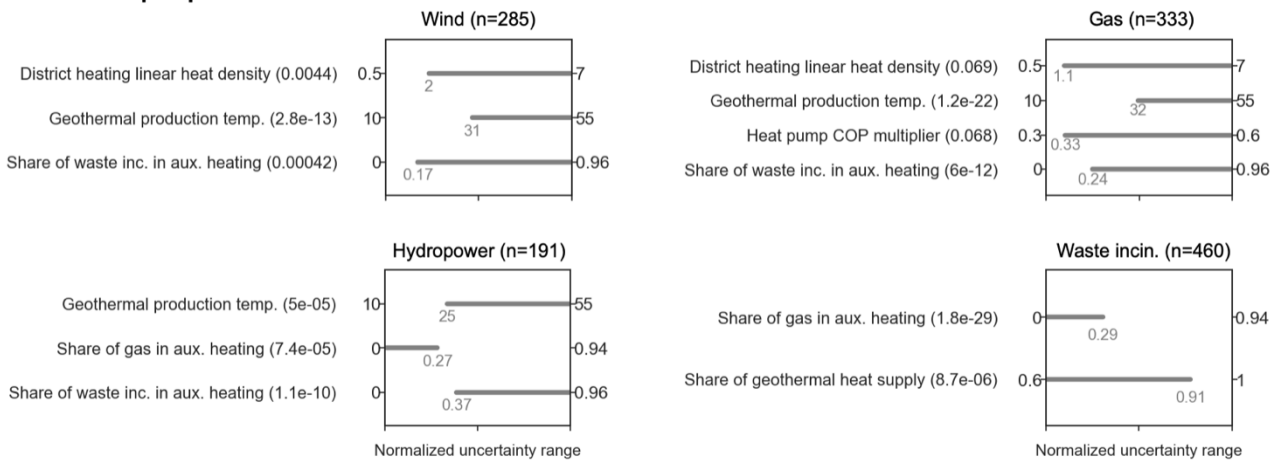 Wind (n=285)
District heating linear heat density (0.0044) 0.5 7
2
Geothermal production temp. (2.8e-13) 10 55
31
Share of waste inc. in aux. heating (0.00042) 0 0.96
0.17
Gas (n=333)
District heating linear heat density (0.069) 0.5 7
1.1
Geothermal production temp. (1.2e-22) 10 55
32
Heat pump COP multiplier (0.068) 0.3 0.6
0.33
Share of waste inc. in aux. heating (6e-12) 0 0.96
0.24
Hydropower (n=191)
Geothermal production temp. (5e-05) 10 55
25
Share of gas in aux. heating (7.4e-05) 0 0.94
0.27
Share of waste inc. in aux. heating (1.1e-10) 0 0.96
0.37
Normalized uncertainty range
Waste incin. (n=460)
Share of gas in aux. heating (1.8e-29) 0 0.94
0.29
Share of geothermal heat supply (8.7e-06) 0.6 1
0.91
Normalized uncertainty range